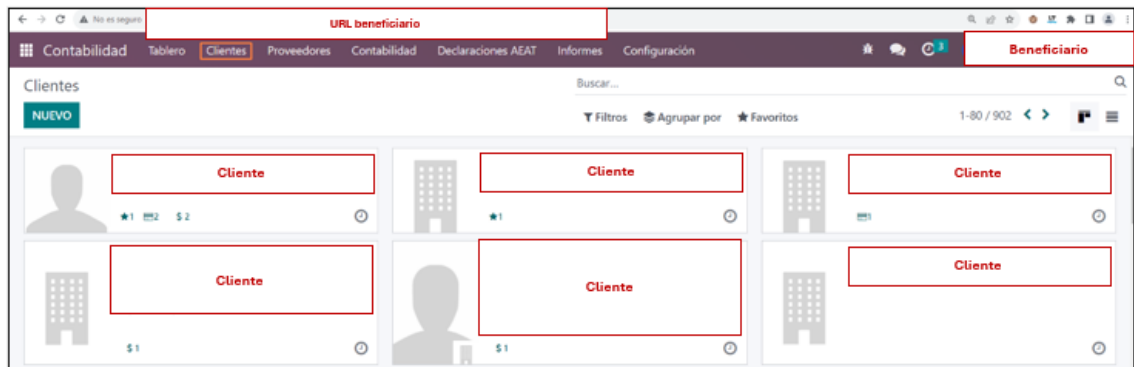 No es seguro
URL beneficiario
Contabilidad Tablero Clientes Proveedores Contabilidad Declaraciones AEAT Informes Configuración 3 Beneficiario
Clientes Buscar...
NUEVO Filtros Agrupar por Favoritos 1-80 / 902
Cliente Cliente Cliente
1 2 $ 2 1 1
Cliente Cliente Cliente
$ 1 $ 1